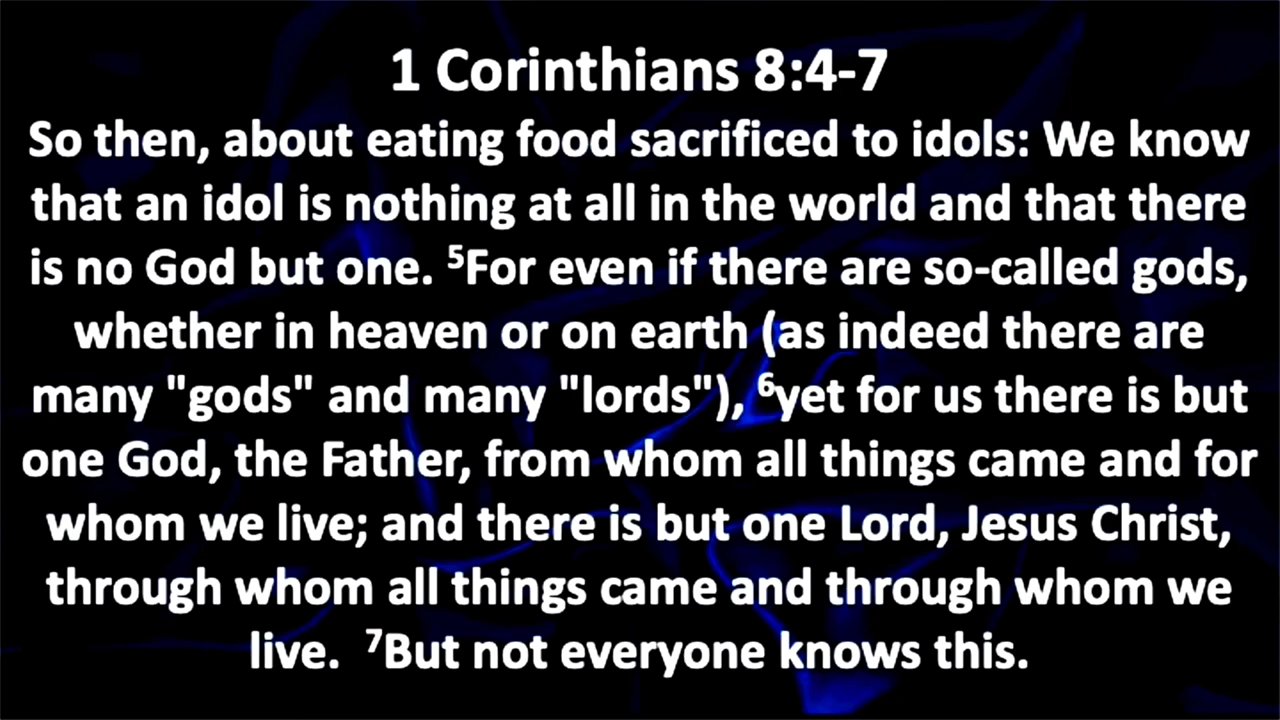 1 Corinthians 8:4-7
So then, about eating food sacrificed to idols: We know
that an idol is nothing at all in the world and that there
is no God but one. ⁵For even if there are so-called gods,
whether in heaven or on earth (as indeed there are
many "gods" and many "lords"), ⁶yet for us there is but
one God, the Father, from whom all things came and for
whom we live; and there is but one Lord, Jesus Christ,
through whom all things came and through whom we
live.  ⁷But not everyone knows this.